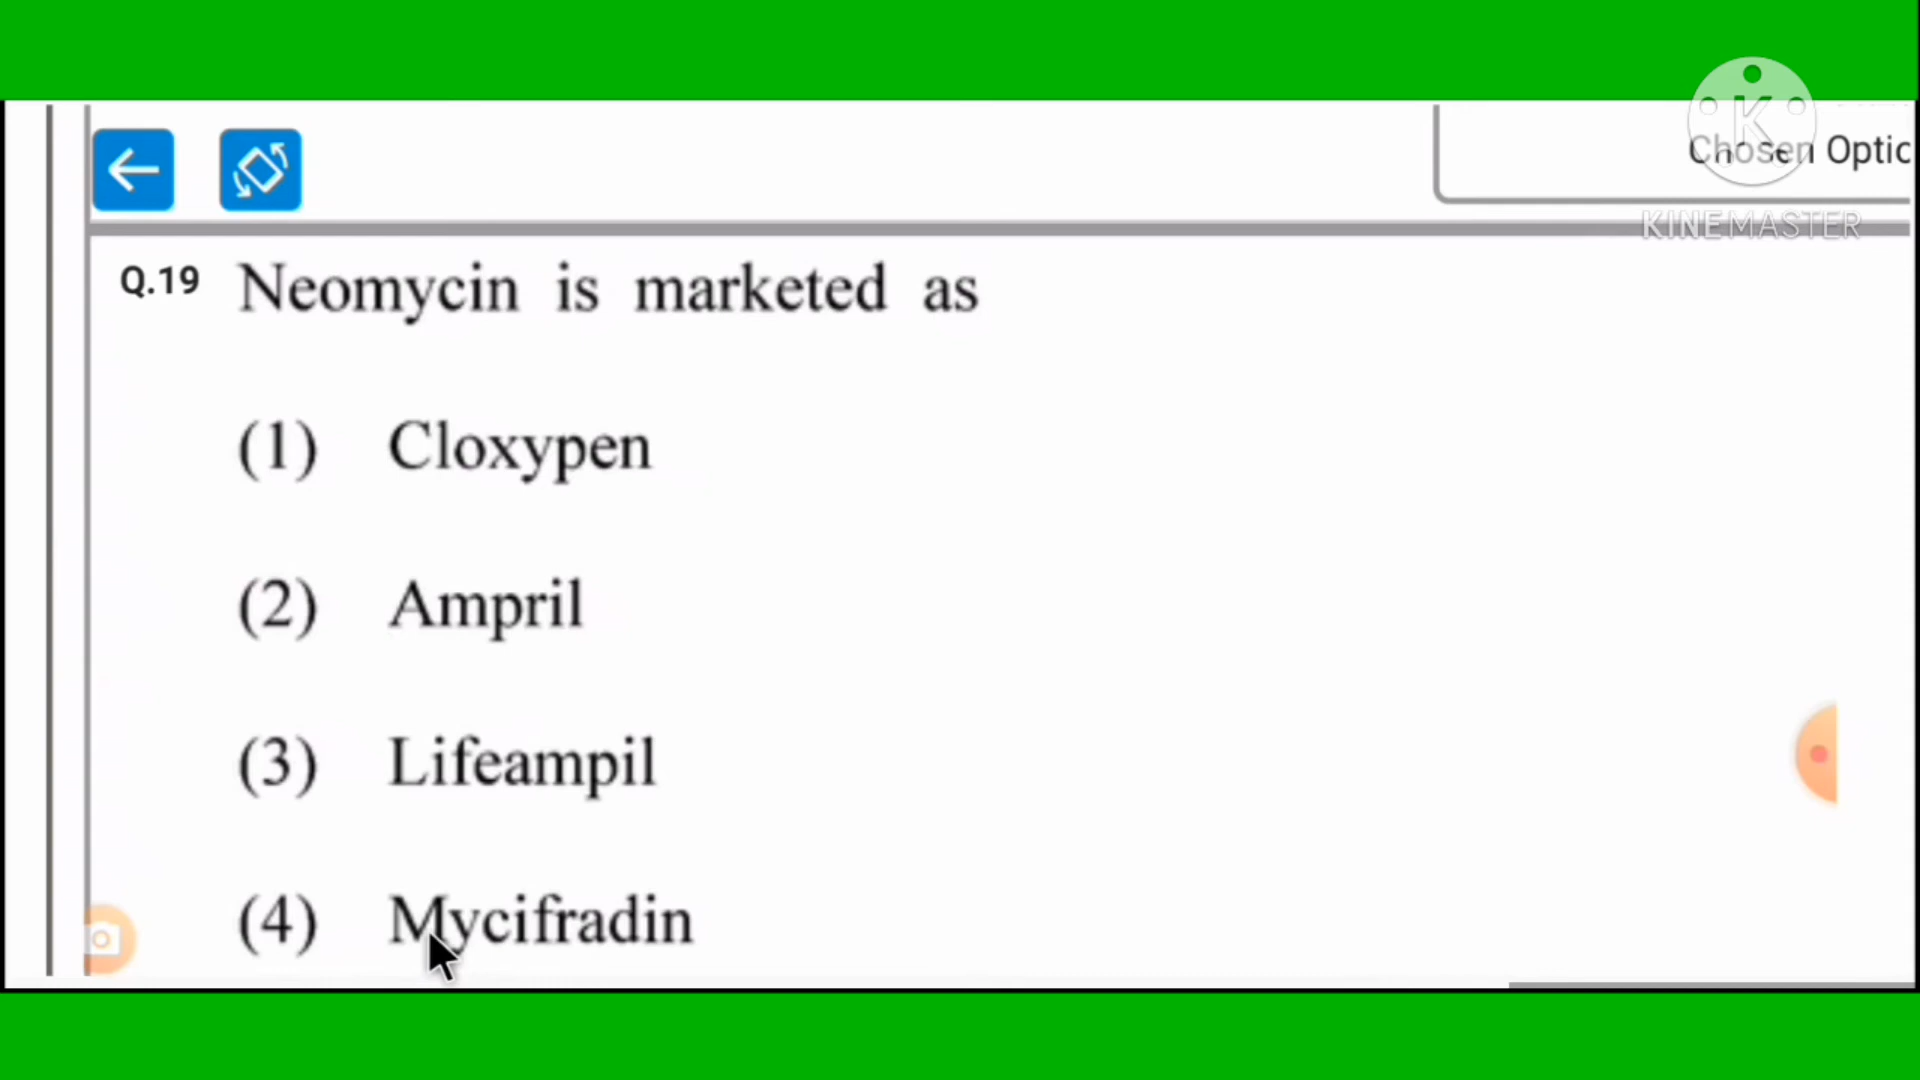 Chosen Optic
KINEMASTER
Q.19 Neomycin is marketed as
(1) Cloxypen
(2) Ampril
(3) Lifeampil
(4) Mycifradin